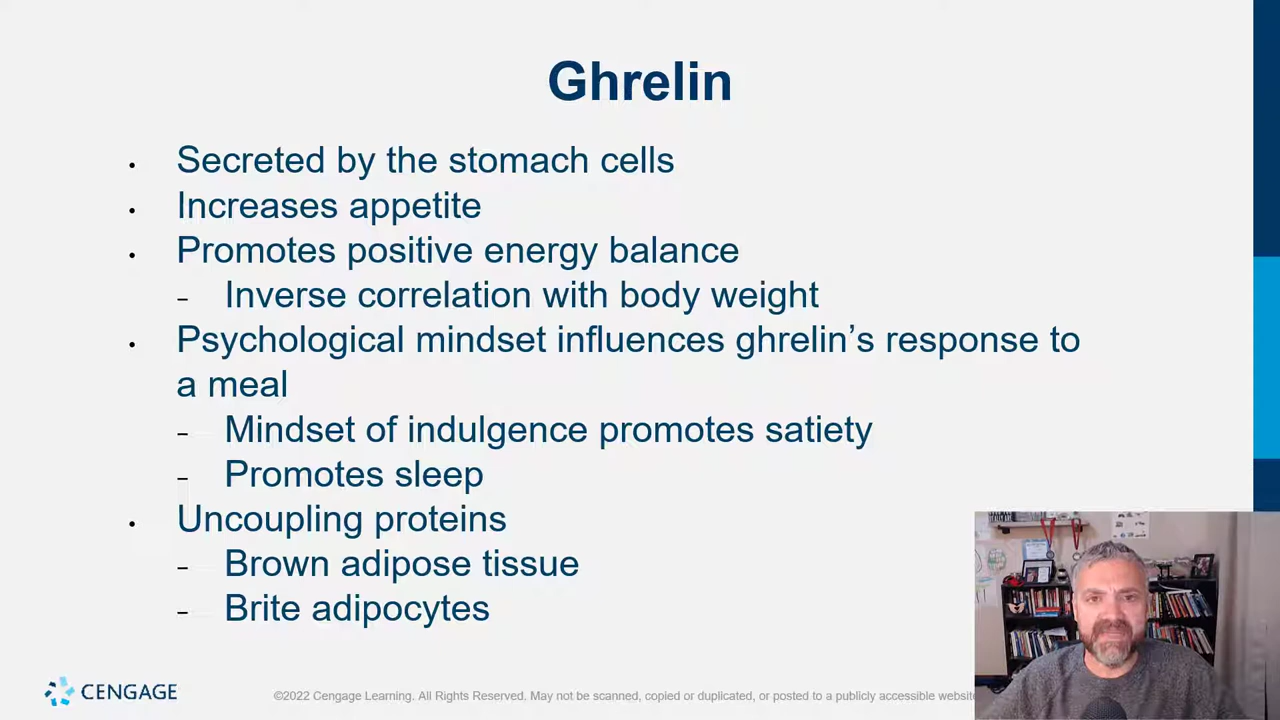 Ghrelin
• Secreted by the stomach cells
• Increases appetite
• Promotes positive energy balance
– Inverse correlation with body weight
• Psychological mindset influences ghrelin’s response to
a meal
– Mindset of indulgence promotes satiety
– Promotes sleep
• Uncoupling proteins
– Brown adipose tissue
– Brite adipocytes
CENGAGE
©2022 Cengage Learning. All Rights Reserved. May not be scanned, copied or duplicated, or posted to a publicly accessible website